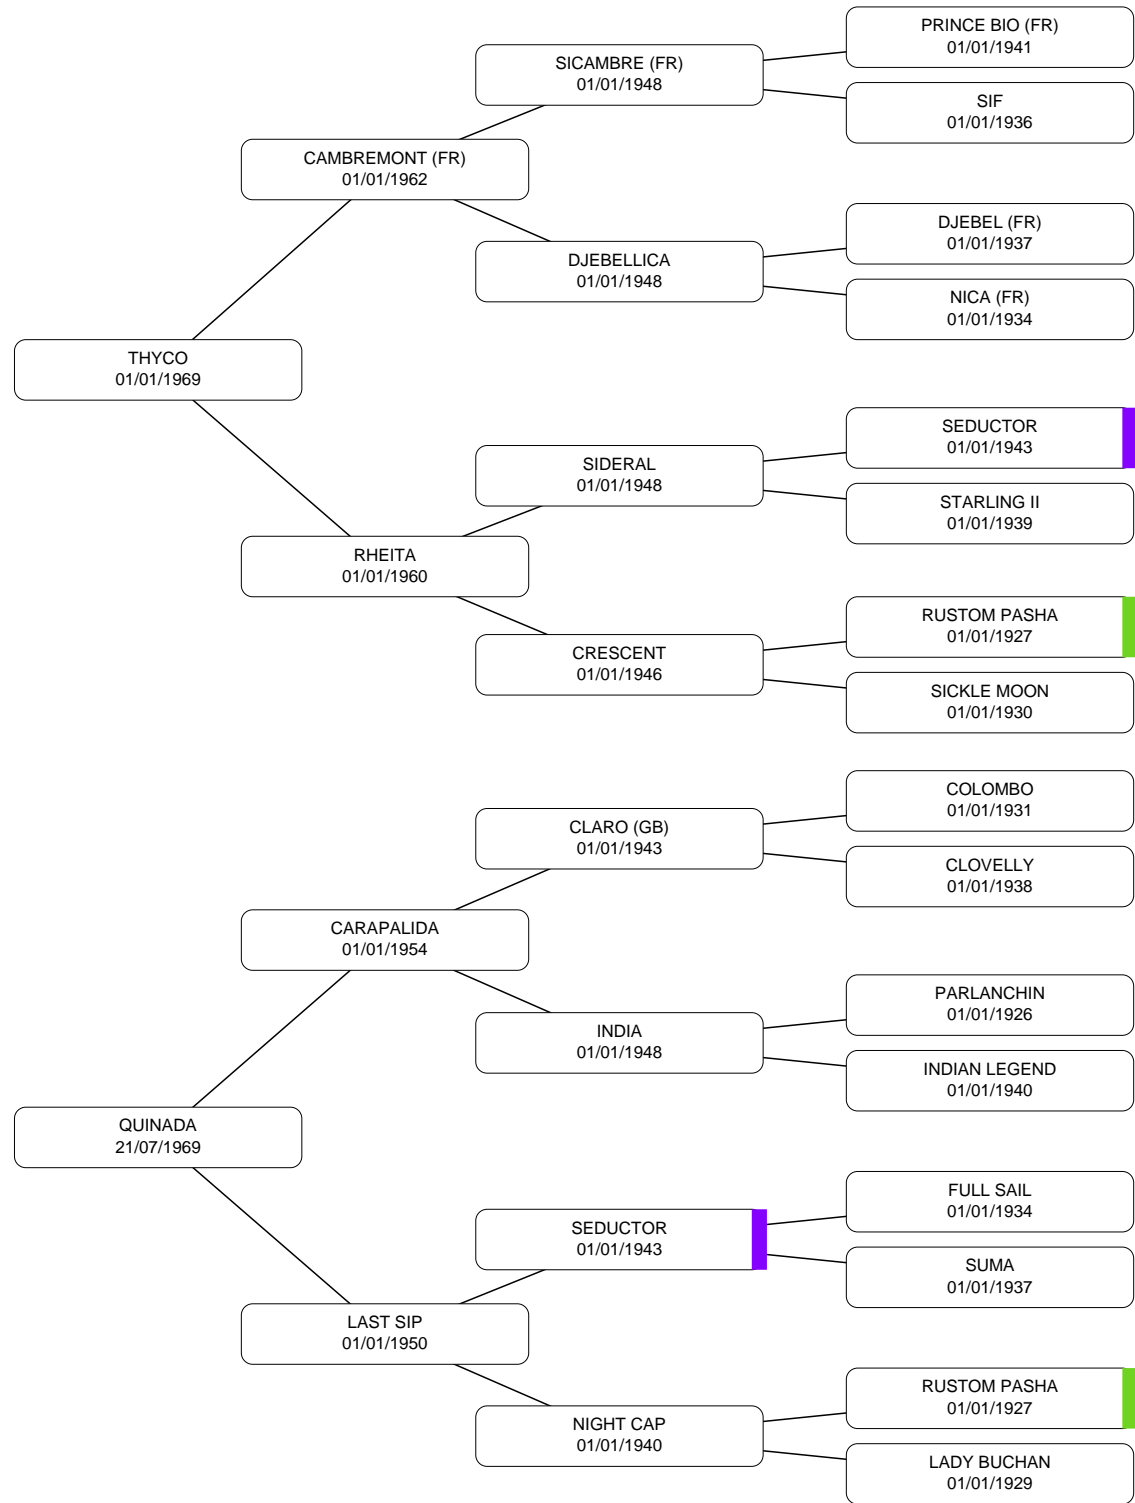 PRINCE BIO (FR)
01/01/1941
SICAMBRE (FR)
01/01/1948
SIF
01/01/1936
CAMBREMONT (FR)
01/01/1962
DJEBEL (FR)
01/01/1937
DJEBELLICA
01/01/1948
NICA (FR)
01/01/1934
THYCO
01/01/1969
SEDUCTOR
01/01/1943
SIDERAL
01/01/1948
STARLING II
01/01/1939
RHEITA
01/01/1960
RUSTOM PASHA
01/01/1927
CRESCENT
01/01/1946
SICKLE MOON
01/01/1930
COLOMBO
01/01/1931
CLARO (GB)
01/01/1943
CLOVELLY
01/01/1938
CARAPALIDA
01/01/1954
PARLANCHIN
01/01/1926
INDIA
01/01/1948
INDIAN LEGEND
01/01/1940
QUINADA
21/07/1969
FULL SAIL
01/01/1934
SEDUCTOR
01/01/1943
SUMA
01/01/1937
LAST SIP
01/01/1950
RUSTOM PASHA
01/01/1927
NIGHT CAP
01/01/1940
LADY BUCHAN
01/01/1929